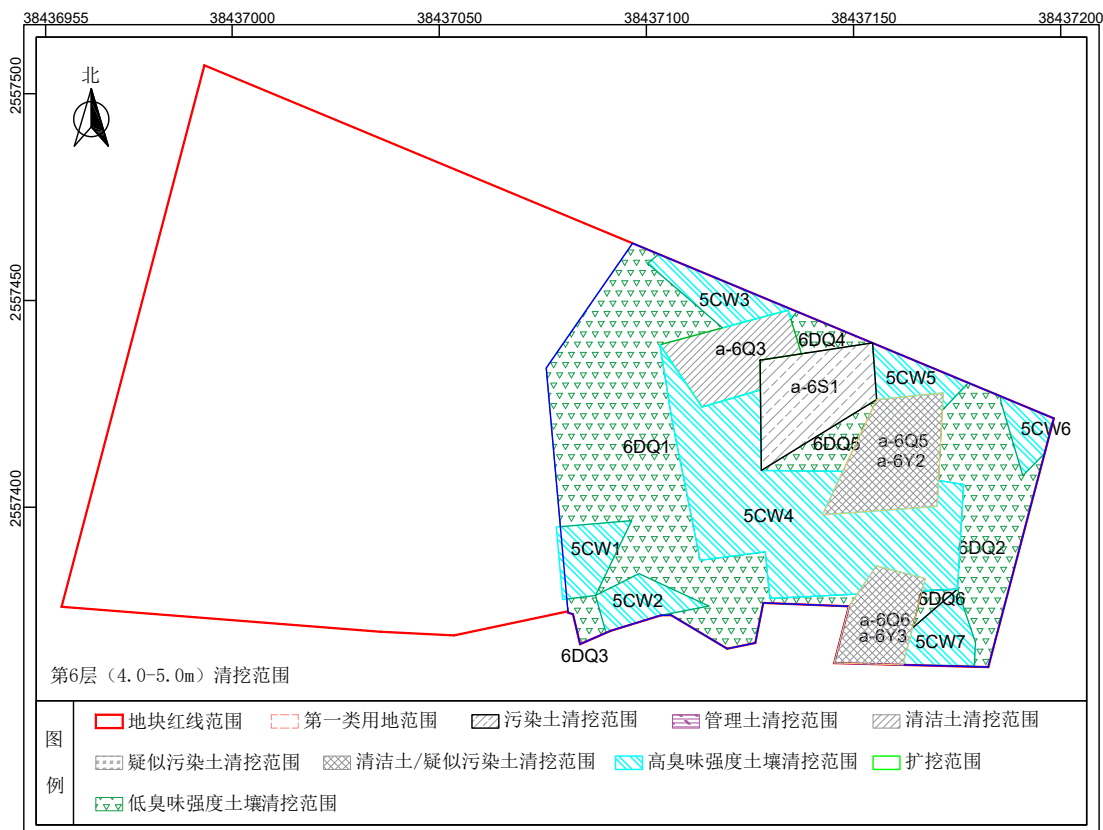 38436955
38437000
38437050
38437100
38437150
38437200
2557500
2557450
2557400
北
5CW3
6DQ4
a-6Q3
5CW5
a-6S1
5CW6
6DQ1
6DQ5
a-6Q5
a-6Y2
5CW4
5CW1
6DQ2
5CW2
6DQ6
a-6Q6
a-6Y3
5CW7
6DQ3
第6层（4.0-5.0m）清挖范围
图例
地块红线范围
第一类用地范围
污染土清挖范围
管理土清挖范围
清洁土清挖范围
疑似污染土清挖范围
清洁土/疑似污染土清挖范围
高臭味强度土壤清挖范围
扩挖范围
低臭味强度土壤清挖范围